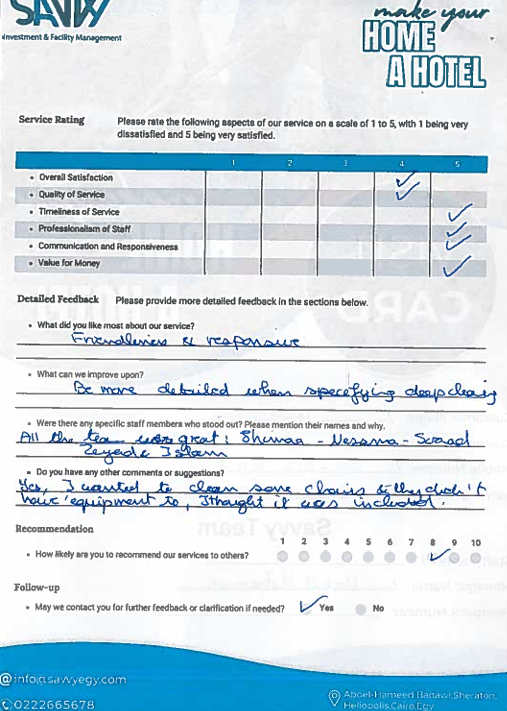 SAVVY
Investment & Facility Management
make your
HOME
A HOTEL
Service Rating
Please rate the following aspects of our service on a scale of 1 to 5, with 1 being very
dissatisfied and 5 being very satisfied.
1 2 3 4 5
• Overall Satisfaction ✓
• Quality of Service ✓
• Timeliness of Service ✓
• Professionalism of Staff ✓
• Communication and Responsiveness ✓
• Value for Money ✓
Detailed Feedback Please provide more detailed feedback in the sections below.
• What did you like most about our service?
Friendliness & responsive
• What can we improve upon?
Be more detailed when specefying deep cleaning
• Were there any specific staff members who stood out? Please mention their names and why.
All the team was great! Shimaa - Nesama - Soaad
Zeyad & Islam
• Do you have any other comments or suggestions?
Yes, I wanted to clean some chairs & they didn't
have equipment to, I thought it was included.
Recommendation
1 2 3 4 5 6 7 8 9 10
• How likely are you to recommend our services to others? ✓
Follow-up
• May we contact you for further feedback or clarification if needed? ✓ Yes No
@ info@savvyegy.com
0222665678
Aboel-Hameed Badawi,Sheraton,
Heliopolis,Cairo,Egy